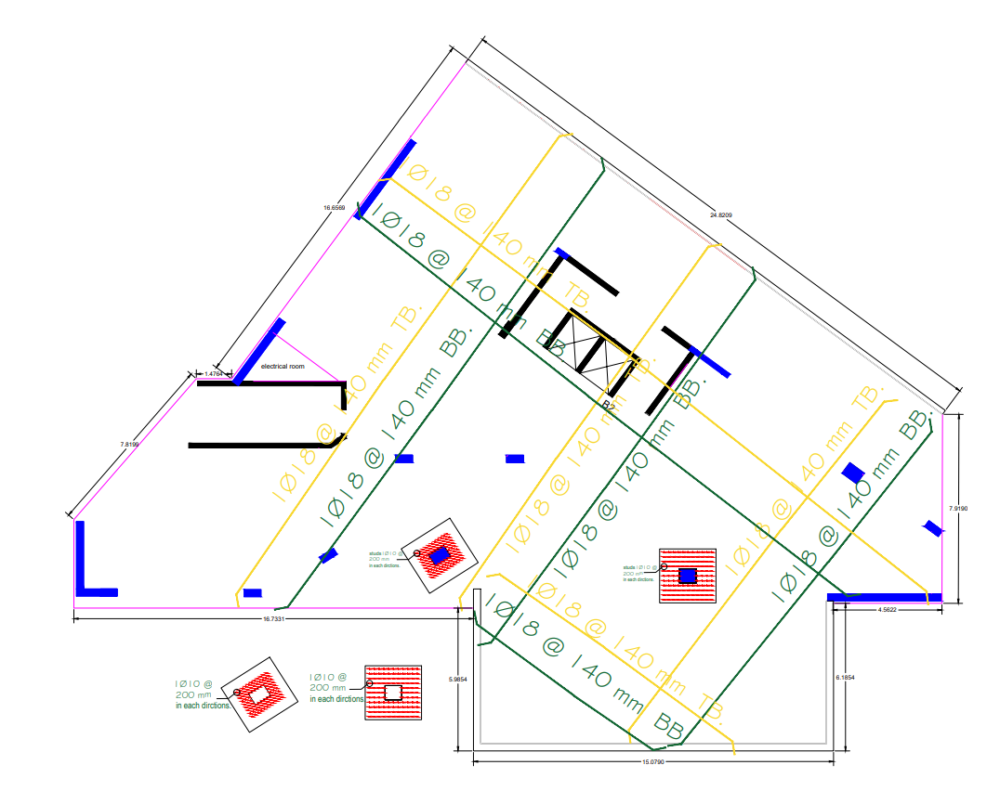 24.8209
16.6569
1Ø18 @ 140 mm TB.
1Ø18 @ 140 mm BB.
1.4764
electrical room
B2
7.8199
1Ø18 @ 140 mm TB.
1Ø18 @ 140 mm BB.
1Ø18 @ 140 mm TB.
1Ø18 @ 140 mm BB.
1Ø18 @ 140 mm TB.
1Ø18 @ 140 mm BB.
7.9190
studs 1Ø10 @
200 mm
in each dirctions.
studs 1Ø10 @
200 mm
in each dirctions.
16.7331
4.5622
1Ø18 @ 140 mm TB.
1Ø18 @ 140 mm BB.
5.9854
6.1854
1Ø10 @
200 mm
in each dirctions.
1Ø10 @
200 mm
in each dirctions.
15.0790